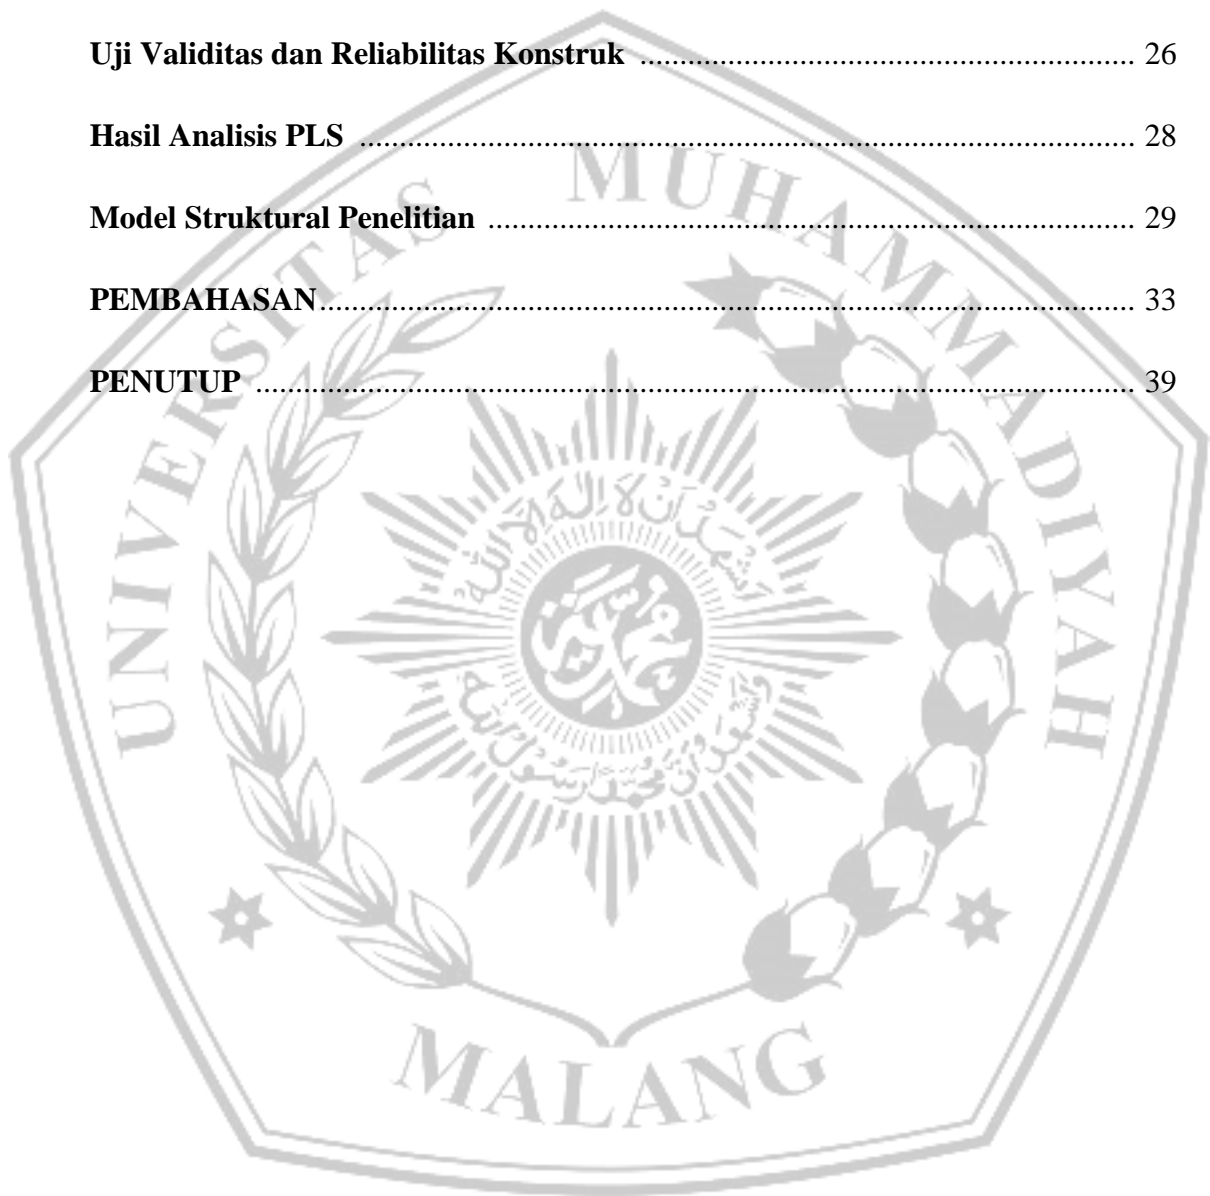 Uji Validitas dan Reliabilitas Konstruk ................................................................ 26
Hasil Analisis PLS ................................................................ 28
Model Struktural Penelitian ................................................................ 29
PEMBAHASAN ................................................................ 33
PENUTUP ................................................................ 39
UNIVERSITAS MUHAMMADIYAH
MALANG